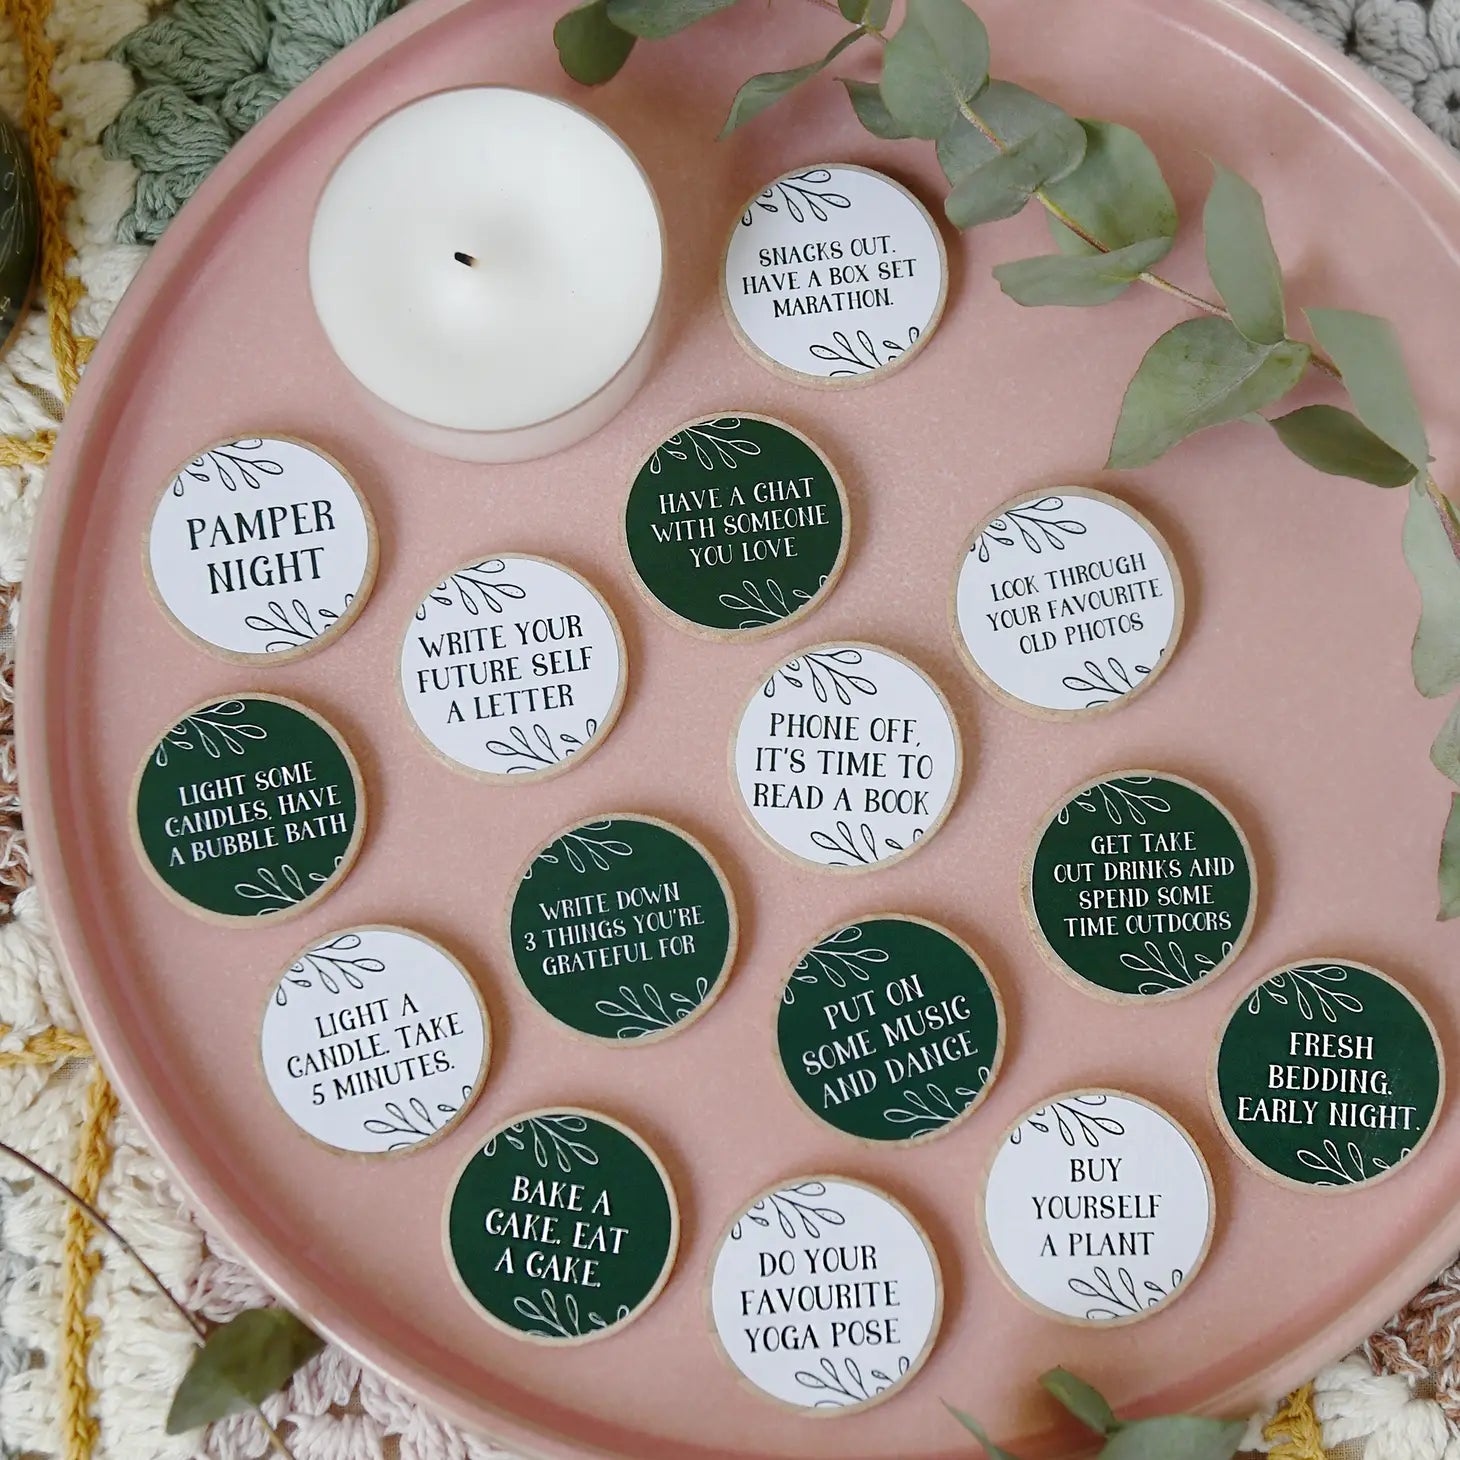 SNACKS OUT.
HAVE A BOX SET
MARATHON.
PAMPER
NIGHT
HAVE A CHAT
WITH SOMEONE
YOU LOVE
LOOK THROUGH
YOUR FAVOURITE
OLD PHOTOS
WRITE YOUR
FUTURE SELF
A LETTER
PHONE OFF,
IT'S TIME TO
READ A BOOK
LIGHT SOME
CANDLES. HAVE
A BUBBLE BATH
WRITE DOWN
3 THINGS YOU'RE
GRATEFUL FOR
GET TAKE
OUT DRINKS AND
SPEND SOME
TIME OUTDOORS
LIGHT A
CANDLE. TAKE
5 MINUTES.
PUT ON
SOME MUSIC
AND DANCE
FRESH
BEDDING.
EARLY NIGHT.
BAKE A
CAKE. EAT
A CAKE.
DO YOUR
FAVOURITE
YOGA POSE
BUY
YOURSELF
A PLANT